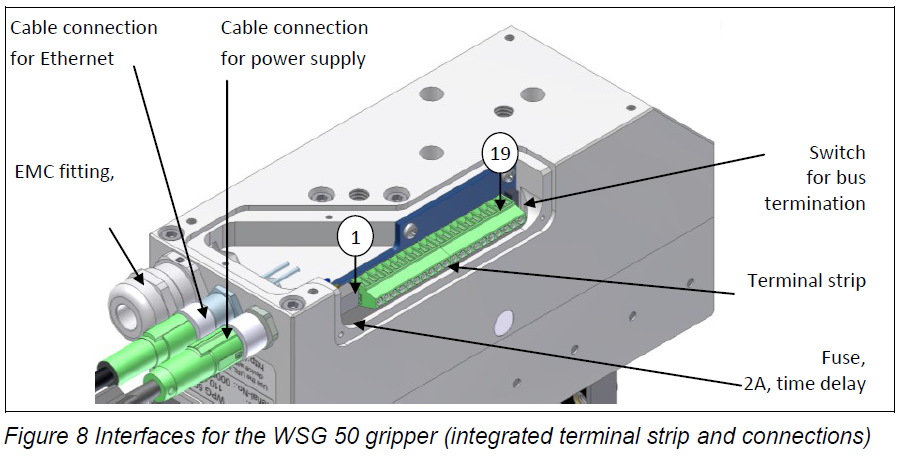 Cable connection
for Ethernet
Cable connection
for power supply
EMC fitting,
19
1
Switch
for bus
termination
Terminal strip
Fuse,
2A, time delay
Figure 8 Interfaces for the WSG 50 gripper (integrated terminal strip and connections)